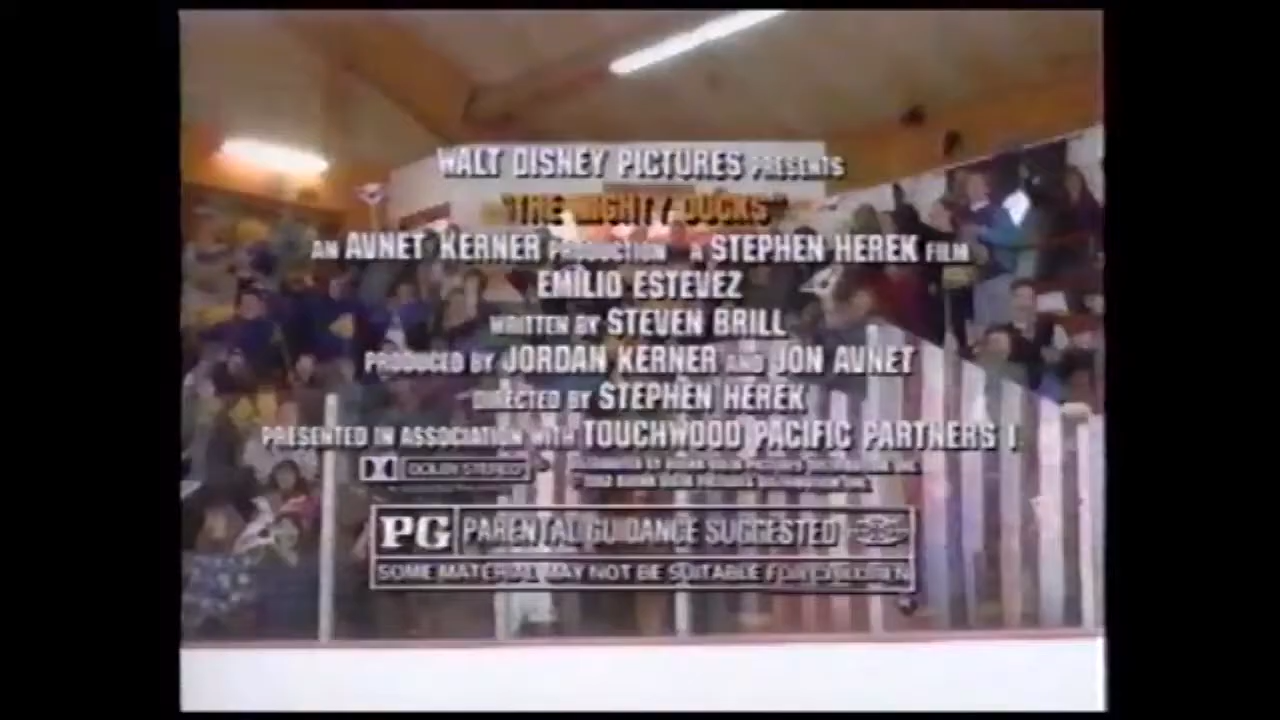 WALT DISNEY PICTURES PRESENTS
"THE MIGHTY DUCKS"
AN AVNET KERNER PRODUCTION A STEPHEN HEREK FILM
EMILIO ESTEVEZ
WRITTEN BY STEVEN BRILL
PRODUCED BY JORDAN KERNER AND JON AVNET
DIRECTED BY STEPHEN HEREK
PRESENTED IN ASSOCIATION WITH TOUCHWOOD PACIFIC PARTNERS I
DOLBY STEREO
PG PARENTAL GUIDANCE SUGGESTED
SOME MATERIAL MAY NOT BE SUITABLE FOR CHILDREN